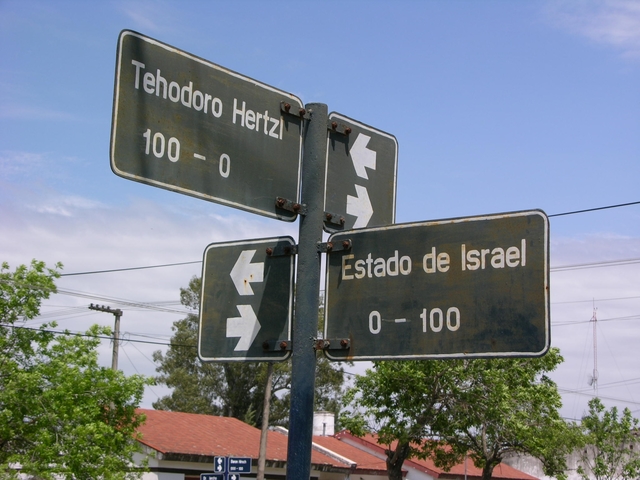 Tehodoro Hertzl
100 - 0
Estado de Israel
0 - 100